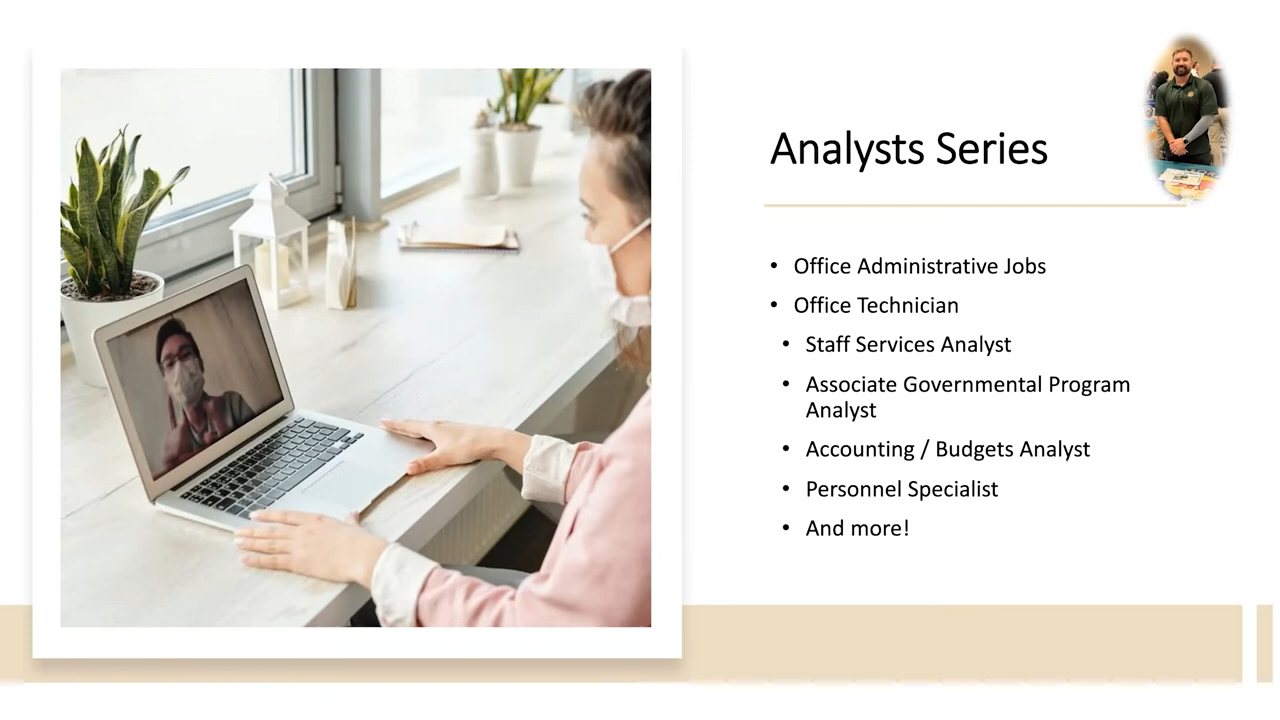 Analysts Series
• Office Administrative Jobs
• Office Technician
• Staff Services Analyst
• Associate Governmental Program
Analyst
• Accounting / Budgets Analyst
• Personnel Specialist
• And more!